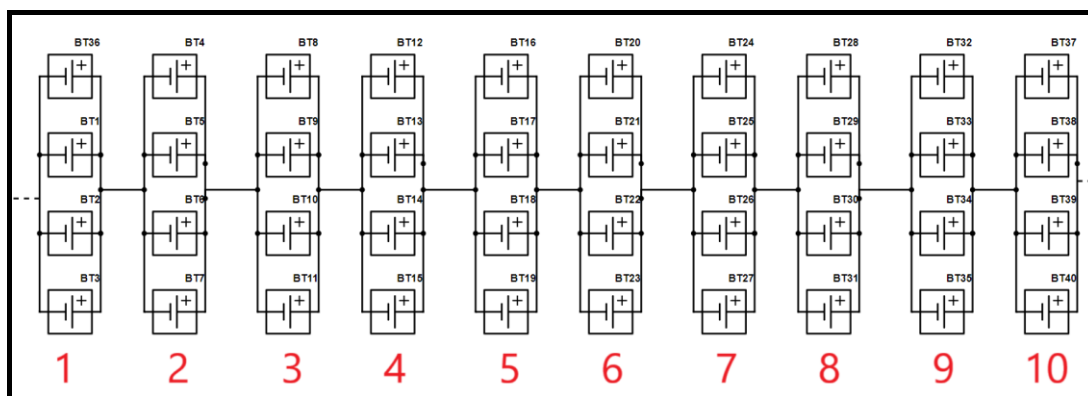 BT36 BT4 BT8 BT12 BT16 BT20 BT24 BT28 BT32 BT37
+ + + + + + + + + +
BT1 BT5 BT9 BT13 BT17 BT21 BT25 BT29 BT33 BT38
+ + + + + + + + + +
BT2 BT6 BT10 BT14 BT18 BT22 BT26 BT30 BT34 BT39
+ + + + + + + + + +
BT3 BT7 BT11 BT15 BT19 BT23 BT27 BT31 BT35 BT40
+ + + + + + + + + +
1 2 3 4 5 6 7 8 9 10